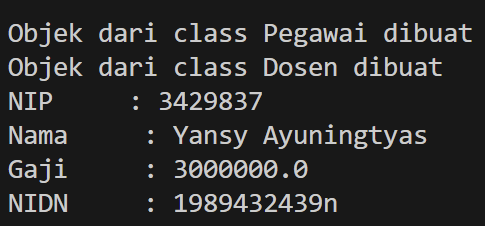 Objek dari class Pegawai dibuat
Objek dari class Dosen dibuat
NIP     : 3429837
Nama     : Yansy Ayuningtyas
Gaji     : 3000000.0
NIDN     : 1989432439n